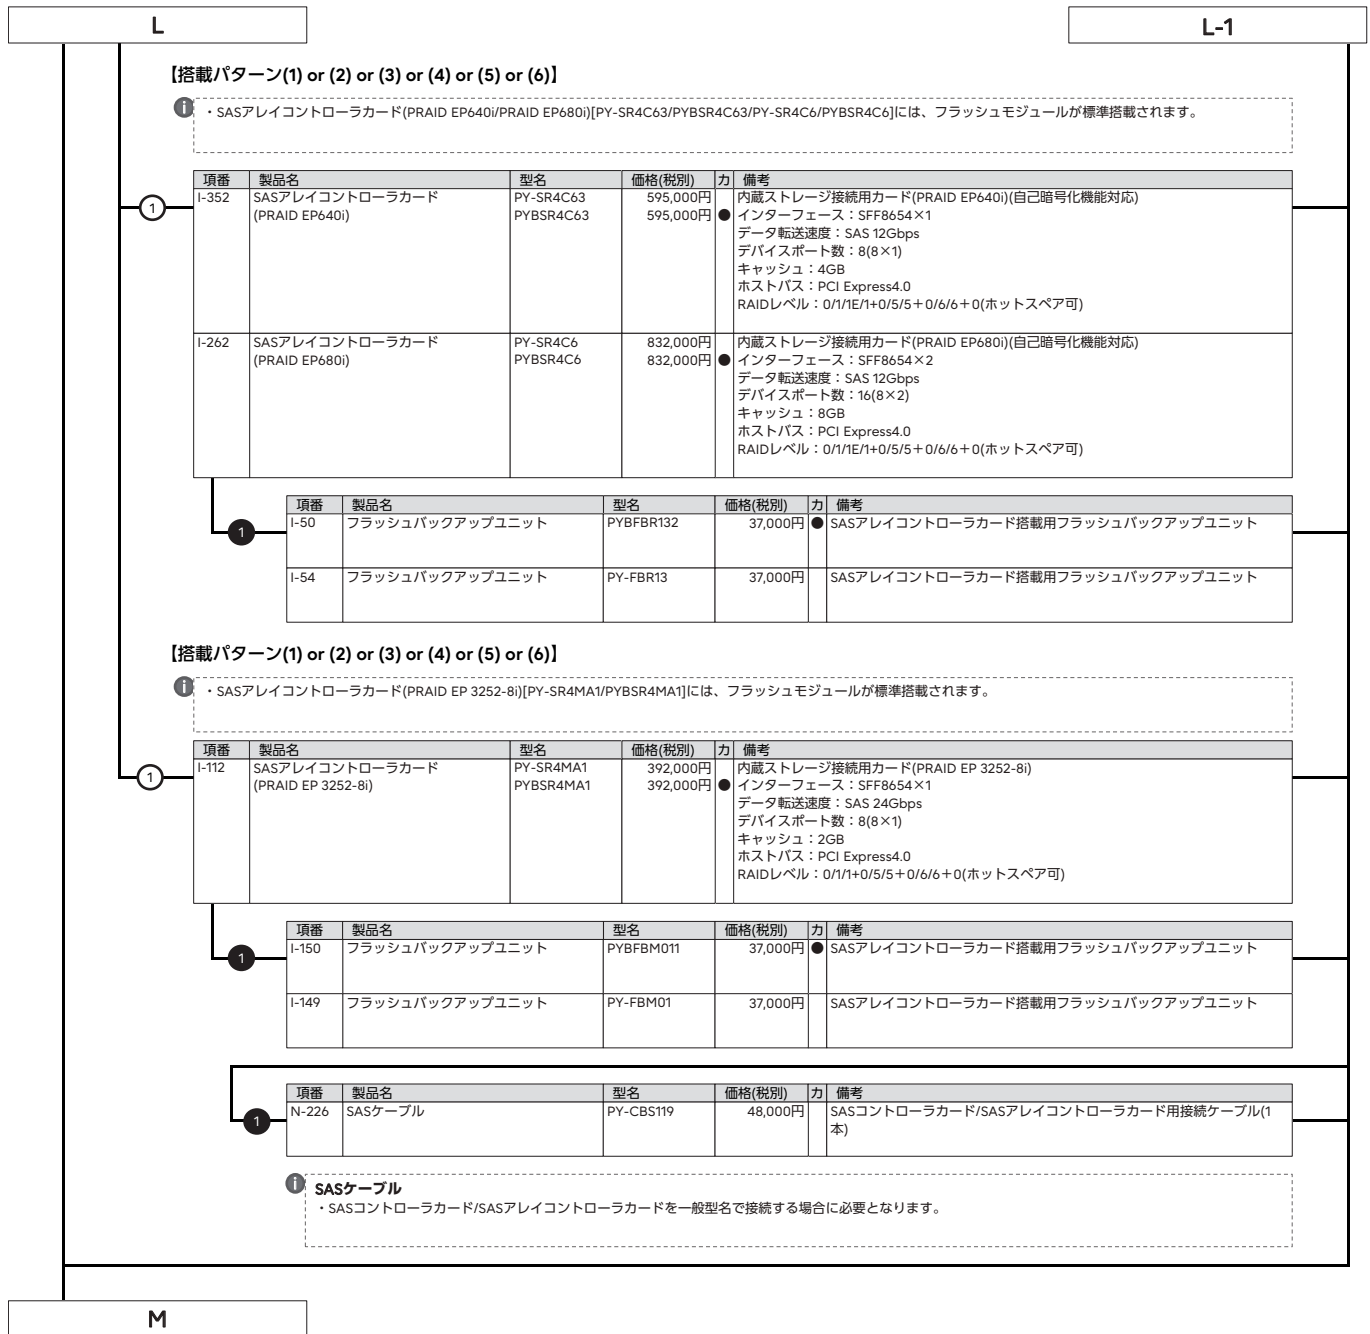 L
L-1
【搭載パターン(1) or (2) or (3) or (4) or (5) or (6)】
・SASアレイコントローラカード(PRAID EP640i/PRAID EP680i)[PY-SR4C63/PYBSR4C63/PY-SR4C6/PYBSR4C6]には、フラッシュモジュールが標準搭載されます。
項番 製品名 型名 価格(税別) カ 備考
1
I-352 SASアレイコントローラカード PY-SR4C63 595,000円 内蔵ストレージ接続用カード(PRAID EP640i)(自己暗号化機能対応)
(PRAID EP640i) PYBSR4C63 595,000円 ● インターフェース：SFF8654×1
データ転送速度：SAS 12Gbps
デバイスポート数：8(8×1)
キャッシュ：4GB
ホストバス：PCI Express4.0
RAIDレベル：0/1/1E/1+0/5/5＋0/6/6＋0(ホットスペア可)
I-262 SASアレイコントローラカード PY-SR4C6 832,000円 内蔵ストレージ接続用カード(PRAID EP680i)(自己暗号化機能対応)
(PRAID EP680i) PYBSR4C6 832,000円 ● インターフェース：SFF8654×2
データ転送速度：SAS 12Gbps
デバイスポート数：16(8×2)
キャッシュ：8GB
ホストバス：PCI Express4.0
RAIDレベル：0/1/1E/1+0/5/5＋0/6/6＋0(ホットスペア可)
項番 製品名 型名 価格(税別) カ 備考
1
I-50 フラッシュバックアップユニット PYBFBR132 37,000円 ● SASアレイコントローラカード搭載用フラッシュバックアップユニット
I-54 フラッシュバックアップユニット PY-FBR13 37,000円 SASアレイコントローラカード搭載用フラッシュバックアップユニット
【搭載パターン(1) or (2) or (3) or (4) or (5) or (6)】
・SASアレイコントローラカード(PRAID EP 3252-8i)[PY-SR4MA1/PYBSR4MA1]には、フラッシュモジュールが標準搭載されます。
項番 製品名 型名 価格(税別) カ 備考
1
I-112 SASアレイコントローラカード PY-SR4MA1 392,000円 内蔵ストレージ接続用カード(PRAID EP 3252-8i)
(PRAID EP 3252-8i) PYBSR4MA1 392,000円 ● インターフェース：SFF8654×1
データ転送速度：SAS 24Gbps
デバイスポート数：8(8×1)
キャッシュ：2GB
ホストバス：PCI Express4.0
RAIDレベル：0/1/1+0/5/5＋0/6/6＋0(ホットスペア可)
項番 製品名 型名 価格(税別) カ 備考
1
I-150 フラッシュバックアップユニット PYBFBM011 37,000円 ● SASアレイコントローラカード搭載用フラッシュバックアップユニット
I-149 フラッシュバックアップユニット PY-FBM01 37,000円 SASアレイコントローラカード搭載用フラッシュバックアップユニット
項番 製品名 型名 価格(税別) カ 備考
1
N-226 SASケーブル PY-CBS119 48,000円 SASコントローラカード/SASアレイコントローラカード用接続ケーブル(1
本)
SASケーブル
・SASコントローラカード/SASアレイコントローラカードを一般型名で接続する場合に必要となります。
M